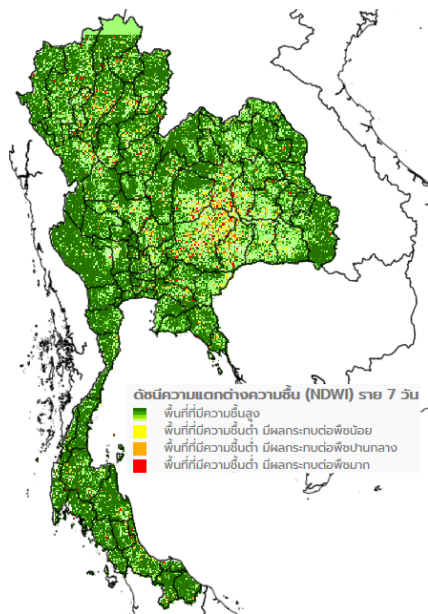 ดัชนีความแตกต่างความชื้น (NDWI) ราย 7 วัน
พื้นที่ที่มีความชื้นสูง
พื้นที่ที่มีความชื้นต่ำ มีผลกระทบต่อพืชน้อย
พื้นที่ที่มีความชื้นต่ำ มีผลกระทบต่อพืชปานกลาง
พื้นที่ที่มีความชื้นต่ำ มีผลกระทบต่อพืชมาก